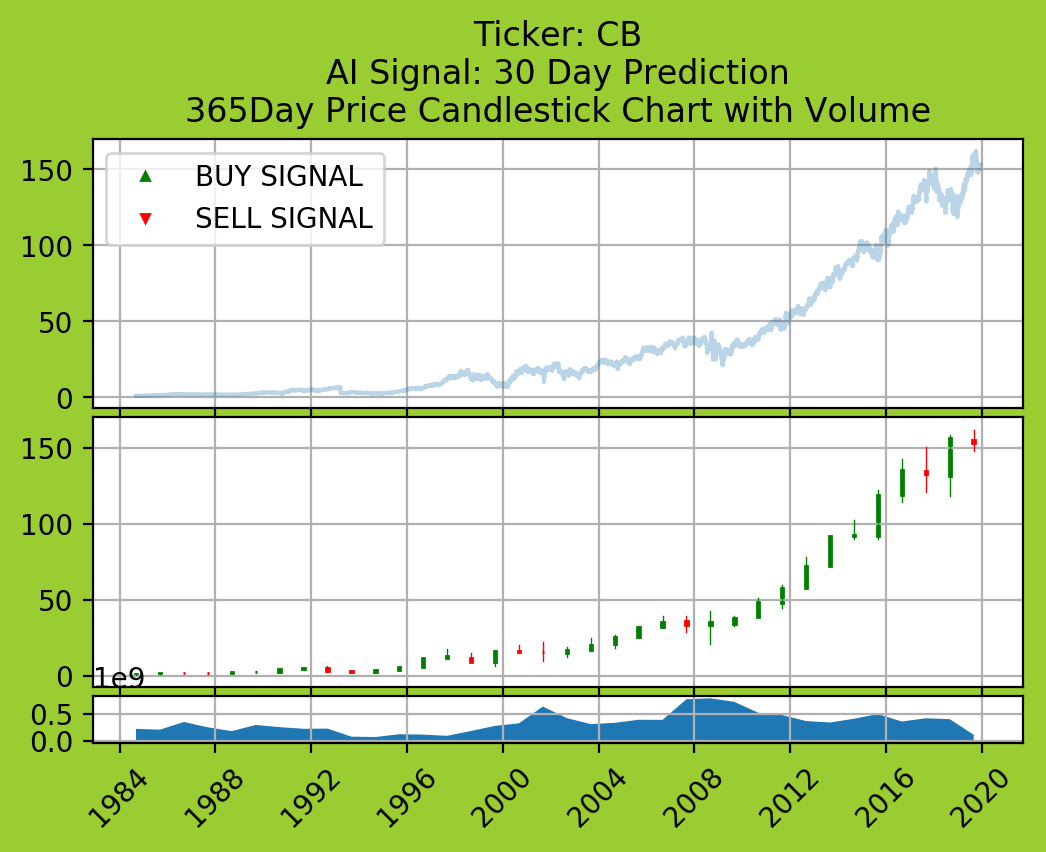 Ticker: CB
AI Signal: 30 Day Prediction
365Day Price Candlestick Chart with Volume
BUY SIGNAL
SELL SIGNAL
150
100
50
0
150
100
50
0
1e9
0.5
0.0
1984 1988 1992 1996 2000 2004 2008 2012 2016 2020